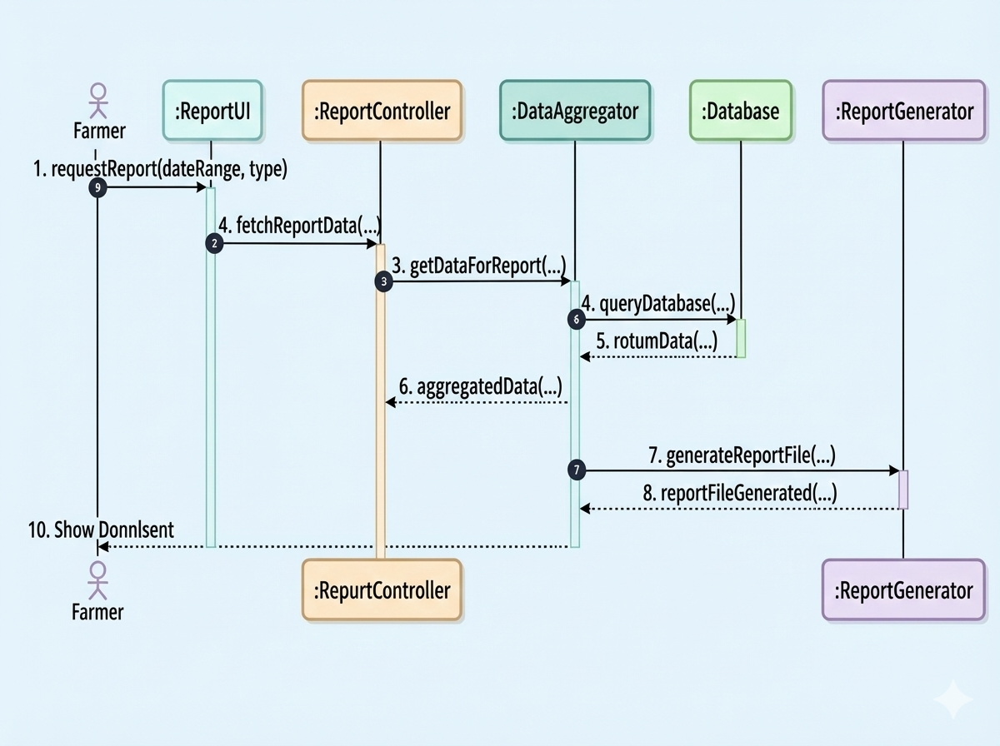 Farmer
:ReportUI
:ReportController
:DataAggregator
:Database
:ReportGenerator
1. requestReport(dateRange, type)
9
4. fetchReportData(...)
2
3. getDataForReport(...)
3
4. queryDatabase(...)
6
5. rotumData(...)
6. aggregatedData(...)
7. generateReportFile(...)
7
8. reportFileGenerated(...)
10. Show Donnlsent
Farmer
:RepurtController
:ReportGenerator